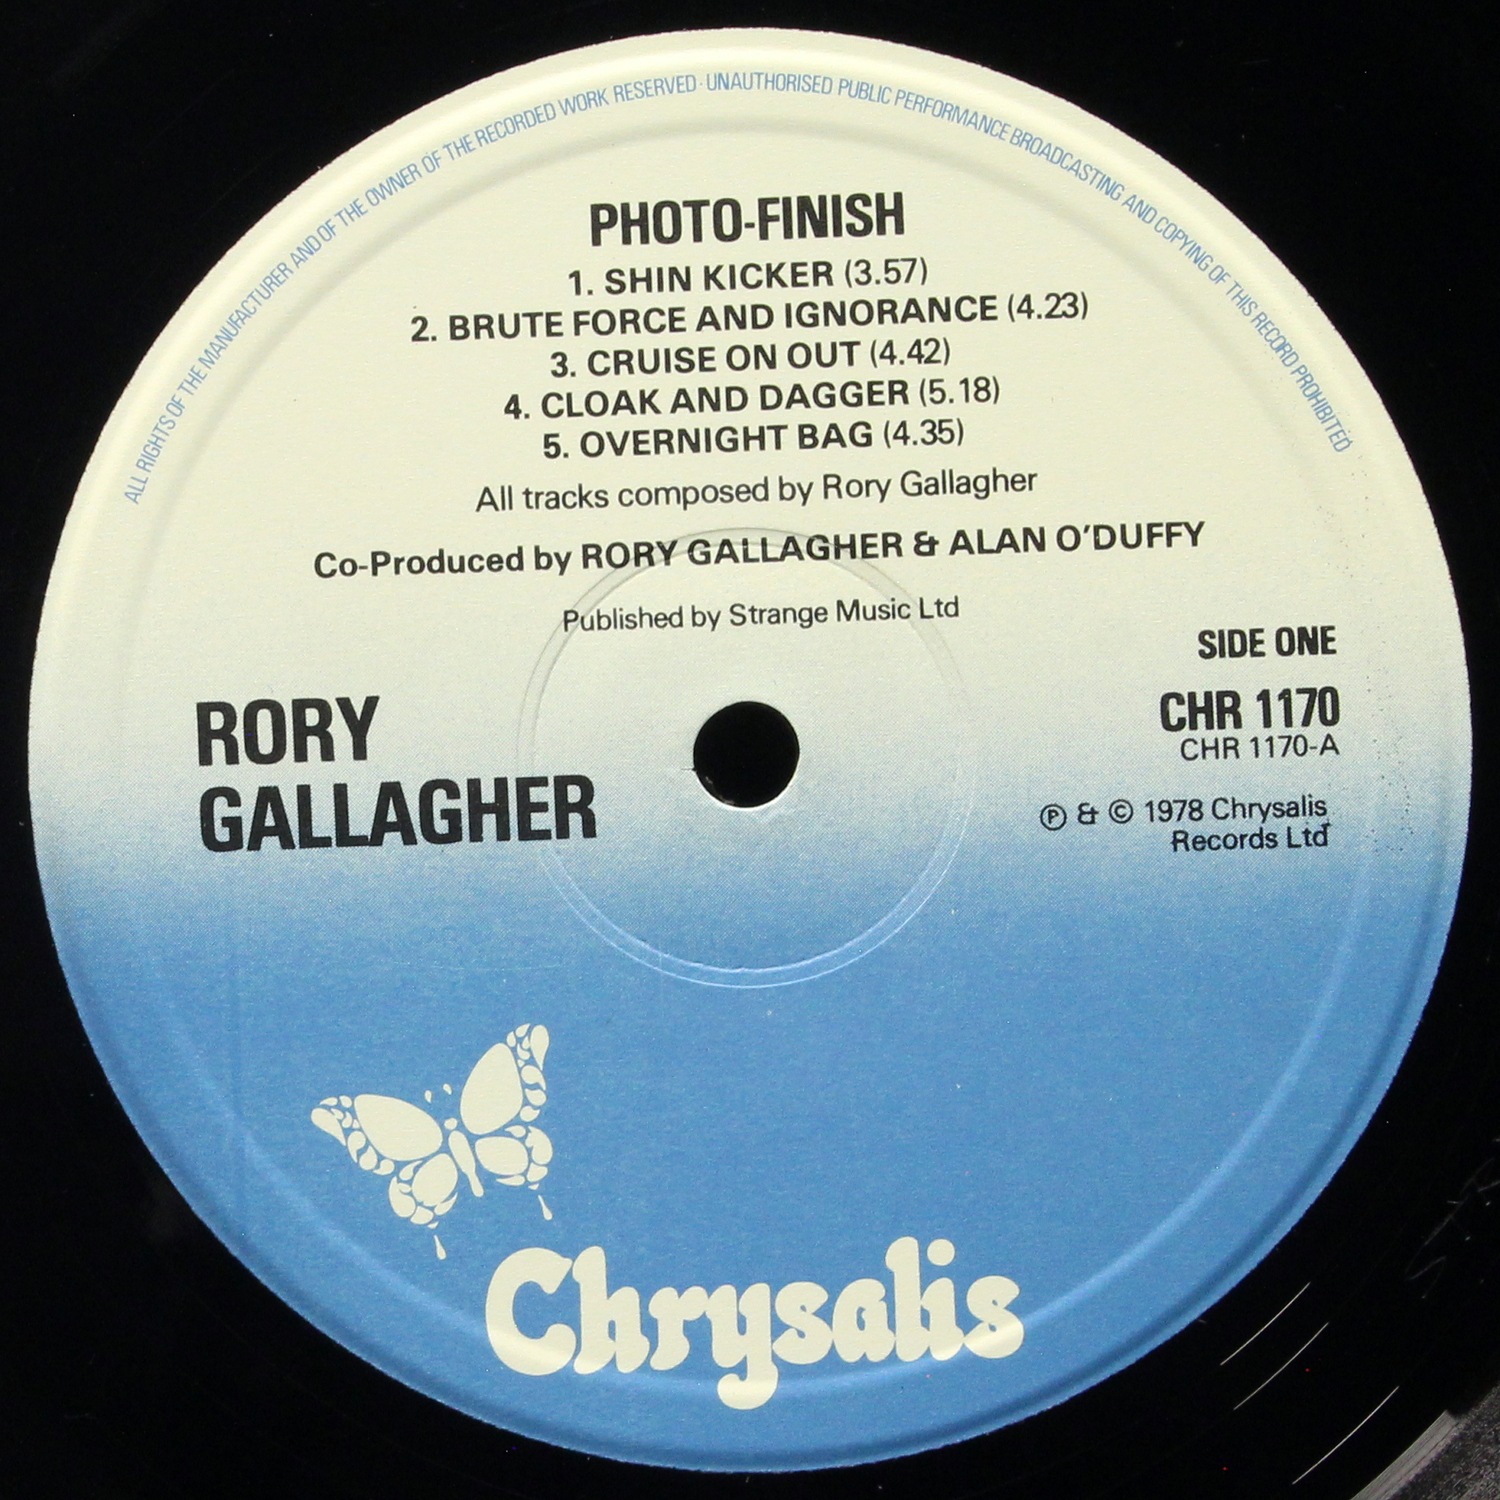 ALL RIGHTS OF THE MANUFACTURER AND OF THE OWNER OF THE RECORDED WORK RESERVED · UNAUTHORISED PUBLIC PERFORMANCE BROADCASTING AND COPYING OF THIS RECORD PROHIBITED
PHOTO-FINISH
1. SHIN KICKER (3.57)
2. BRUTE FORCE AND IGNORANCE (4.23)
3. CRUISE ON OUT (4.42)
4. CLOAK AND DAGGER (5.18)
5. OVERNIGHT BAG (4.35)
All tracks composed by Rory Gallagher
Co-Produced by RORY GALLAGHER & ALAN O'DUFFY
Published by Strange Music Ltd
SIDE ONE
RORY
GALLAGHER
CHR 1170
CHR 1170-A
Ⓟ & © 1978 Chrysalis
Records Ltd
Chrysalis